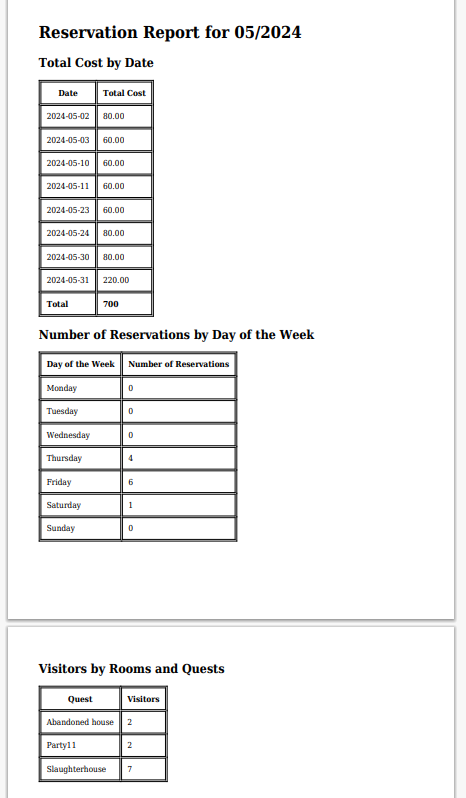 Reservation Report for 05/2024
Total Cost by Date
Date Total Cost
2024-05-02 80.00
2024-05-03 60.00
2024-05-10 60.00
2024-05-11 60.00
2024-05-23 60.00
2024-05-24 80.00
2024-05-30 80.00
2024-05-31 220.00
Total 700
Number of Reservations by Day of the Week
Day of the Week Number of Reservations
Monday 0
Tuesday 0
Wednesday 0
Thursday 4
Friday 6
Saturday 1
Sunday 0
Visitors by Rooms and Quests
Quest Visitors
Abandoned house 2
Party11 2
Slaughterhouse 7